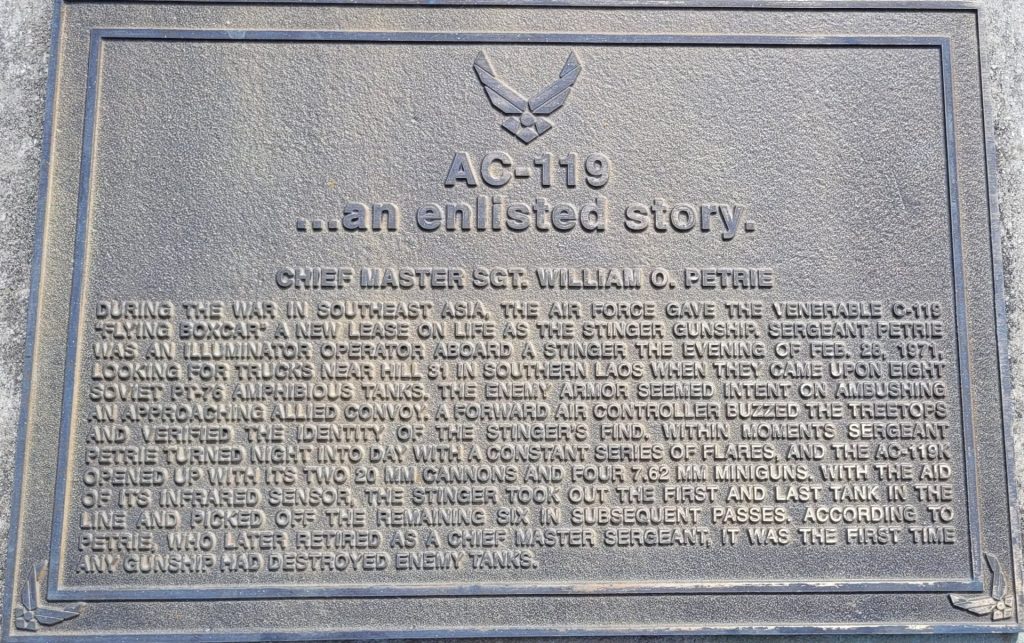 AC-119
...an enlisted story.
CHIEF MASTER SGT. WILLIAM O. PETRIE
DURING THE WAR IN SOUTHEAST ASIA, THE AIR FORCE GAVE THE VENERABLE C-119
"FLYING BOXCAR" A NEW LEASE ON LIFE AS THE STINGER GUNSHIP. SERGEANT PETRIE
WAS AN ILLUMINATOR OPERATOR ABOARD A STINGER THE EVENING OF FEB. 28, 1971,
LOOKING FOR TRUCKS NEAR HILL 31 IN SOUTHERN LAOS WHEN THEY CAME UPON EIGHT
SOVIET PT-76 AMPHIBIOUS TANKS. THE ENEMY ARMOR SEEMED INTENT ON AMBUSHING
AN APPROACHING ALLIED CONVOY. A FORWARD AIR CONTROLLER BUZZED THE TREETOPS
AND VERIFIED THE IDENTITY OF THE STINGER'S FIND. WITHIN MOMENTS SERGEANT
PETRIE TURNED NIGHT INTO DAY WITH A CONSTANT SERIES OF FLARES, AND THE AC-119K
OPENED UP WITH ITS TWO 20 MM CANNONS AND FOUR 7.62 MM MINIGUNS. WITH THE AID
OF ITS INFRARED SENSOR, THE STINGER TOOK OUT THE FIRST AND LAST TANK IN THE
LINE AND PICKED OFF THE REMAINING SIX IN SUBSEQUENT PASSES. ACCORDING TO
PETRIE, WHO LATER RETIRED AS A CHIEF MASTER SERGEANT, IT WAS THE FIRST TIME
ANY GUNSHIP HAD DESTROYED ENEMY TANKS.